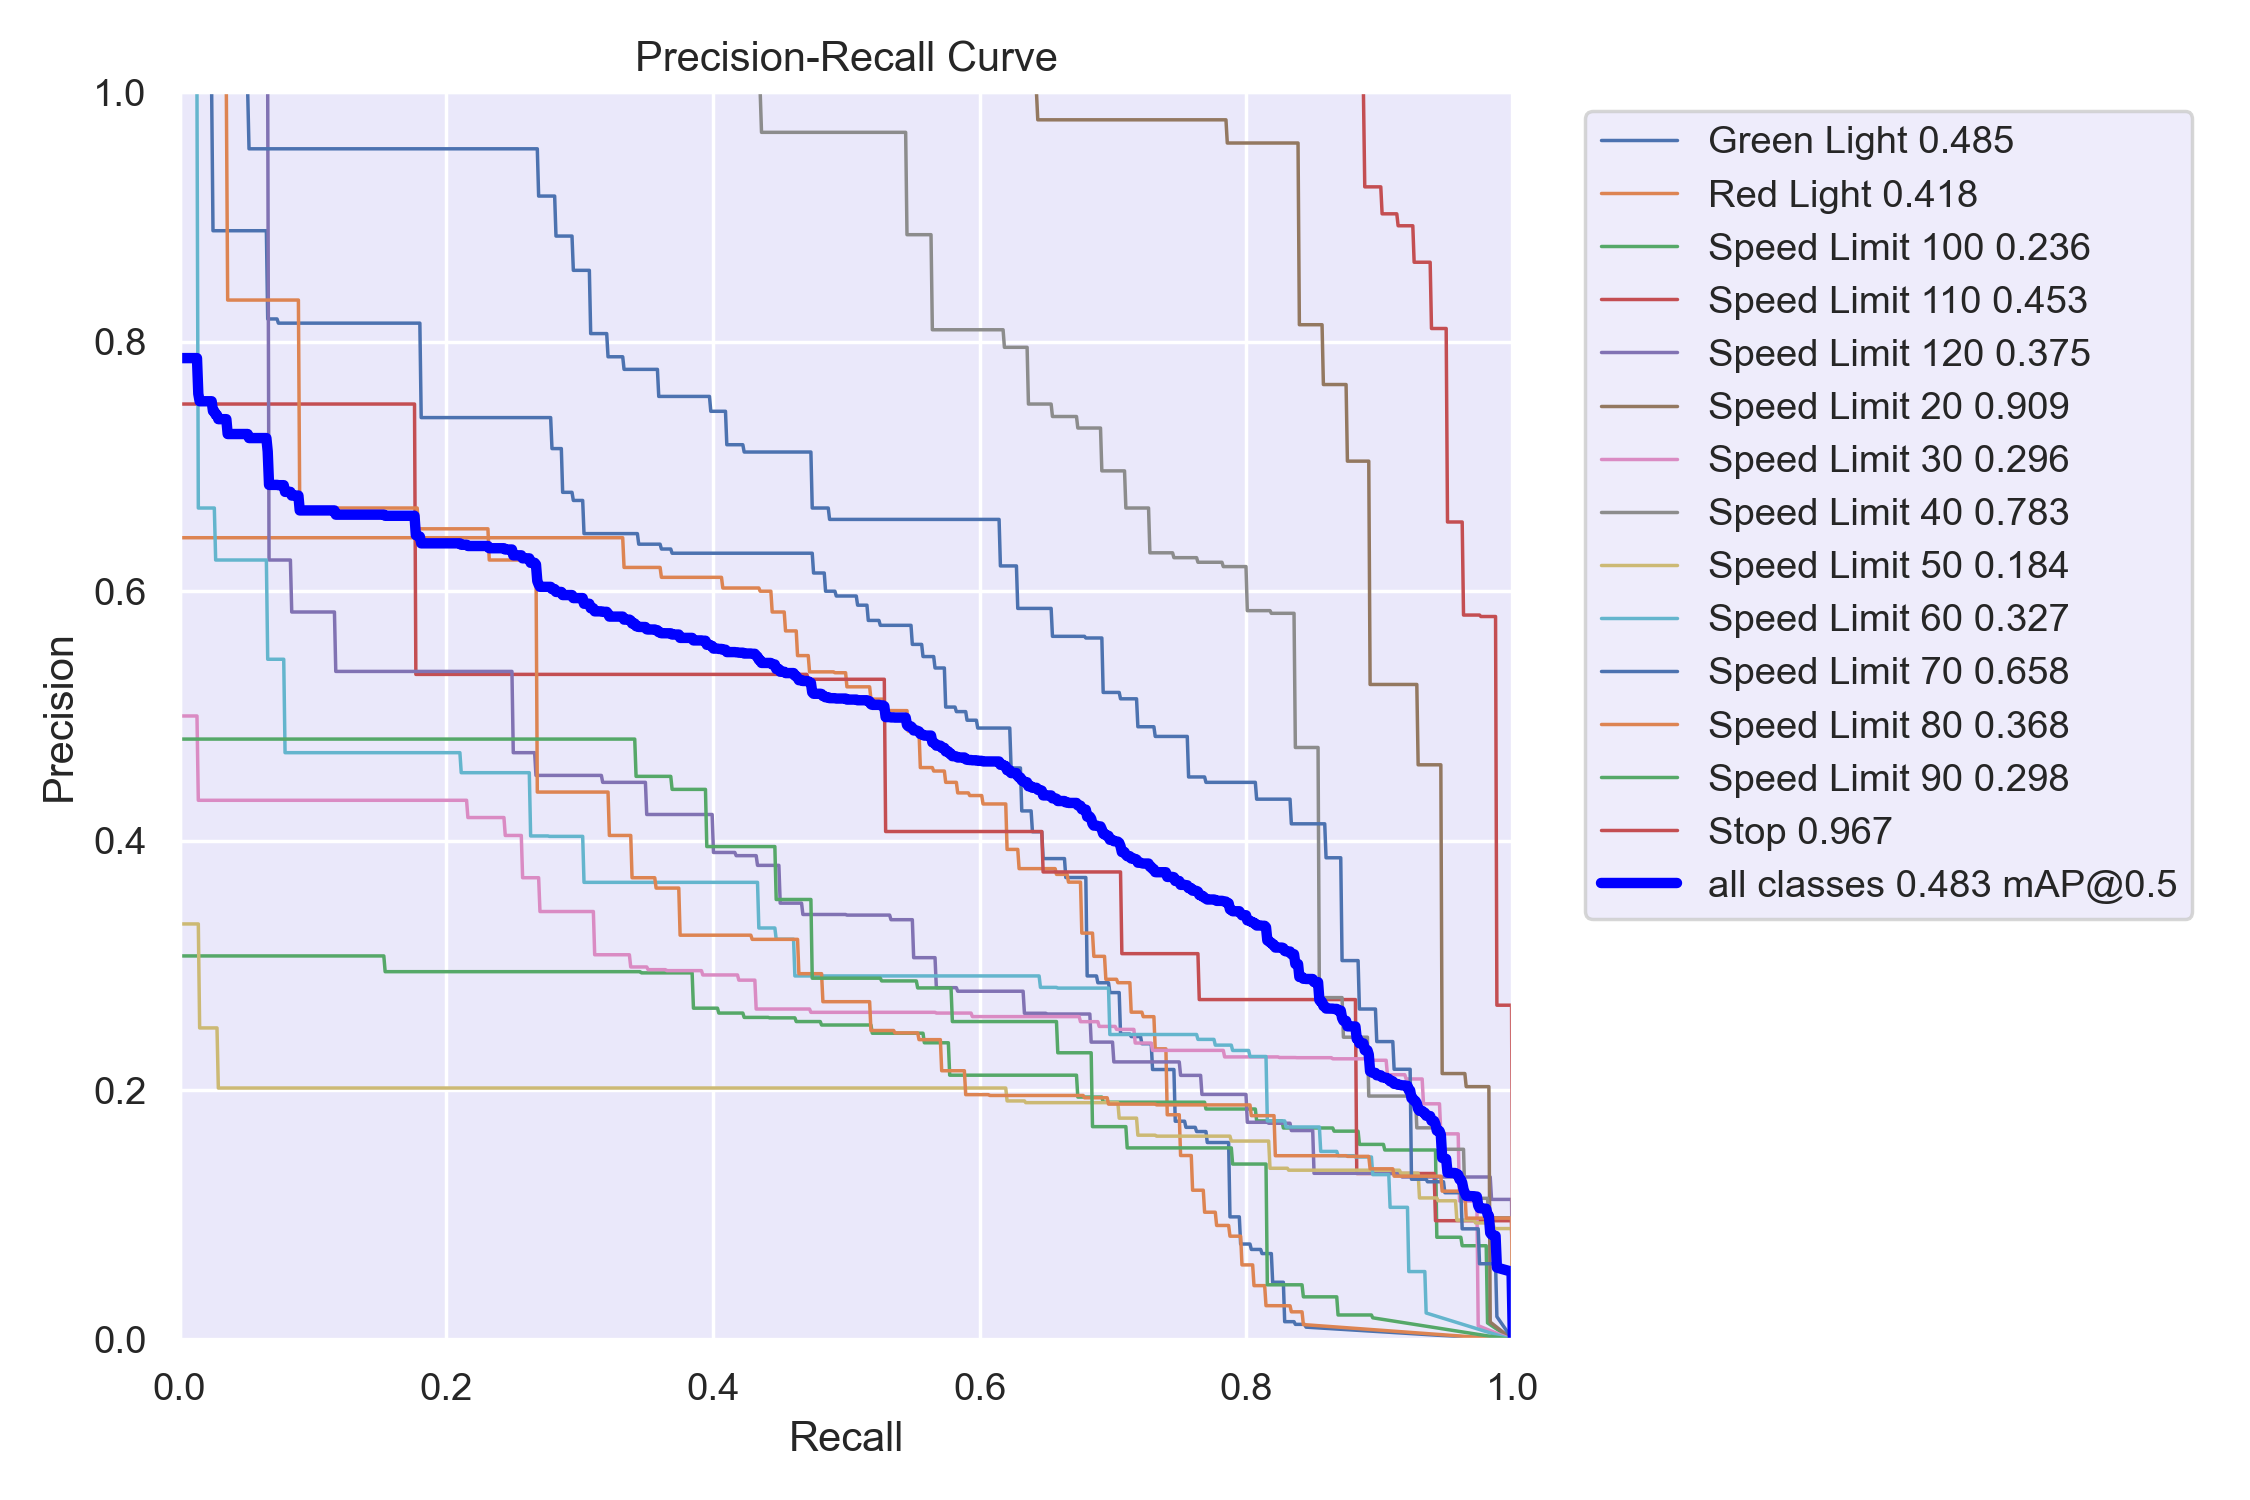 Precision-Recall Curve
1.0
0.8
0.6
0.4
0.2
0.0
Precision
0.0 0.2 0.4 0.6 0.8 1.0
Recall
Green Light 0.485
Red Light 0.418
Speed Limit 100 0.236
Speed Limit 110 0.453
Speed Limit 120 0.375
Speed Limit 20 0.909
Speed Limit 30 0.296
Speed Limit 40 0.783
Speed Limit 50 0.184
Speed Limit 60 0.327
Speed Limit 70 0.658
Speed Limit 80 0.368
Speed Limit 90 0.298
Stop 0.967
all classes 0.483 mAP@0.5